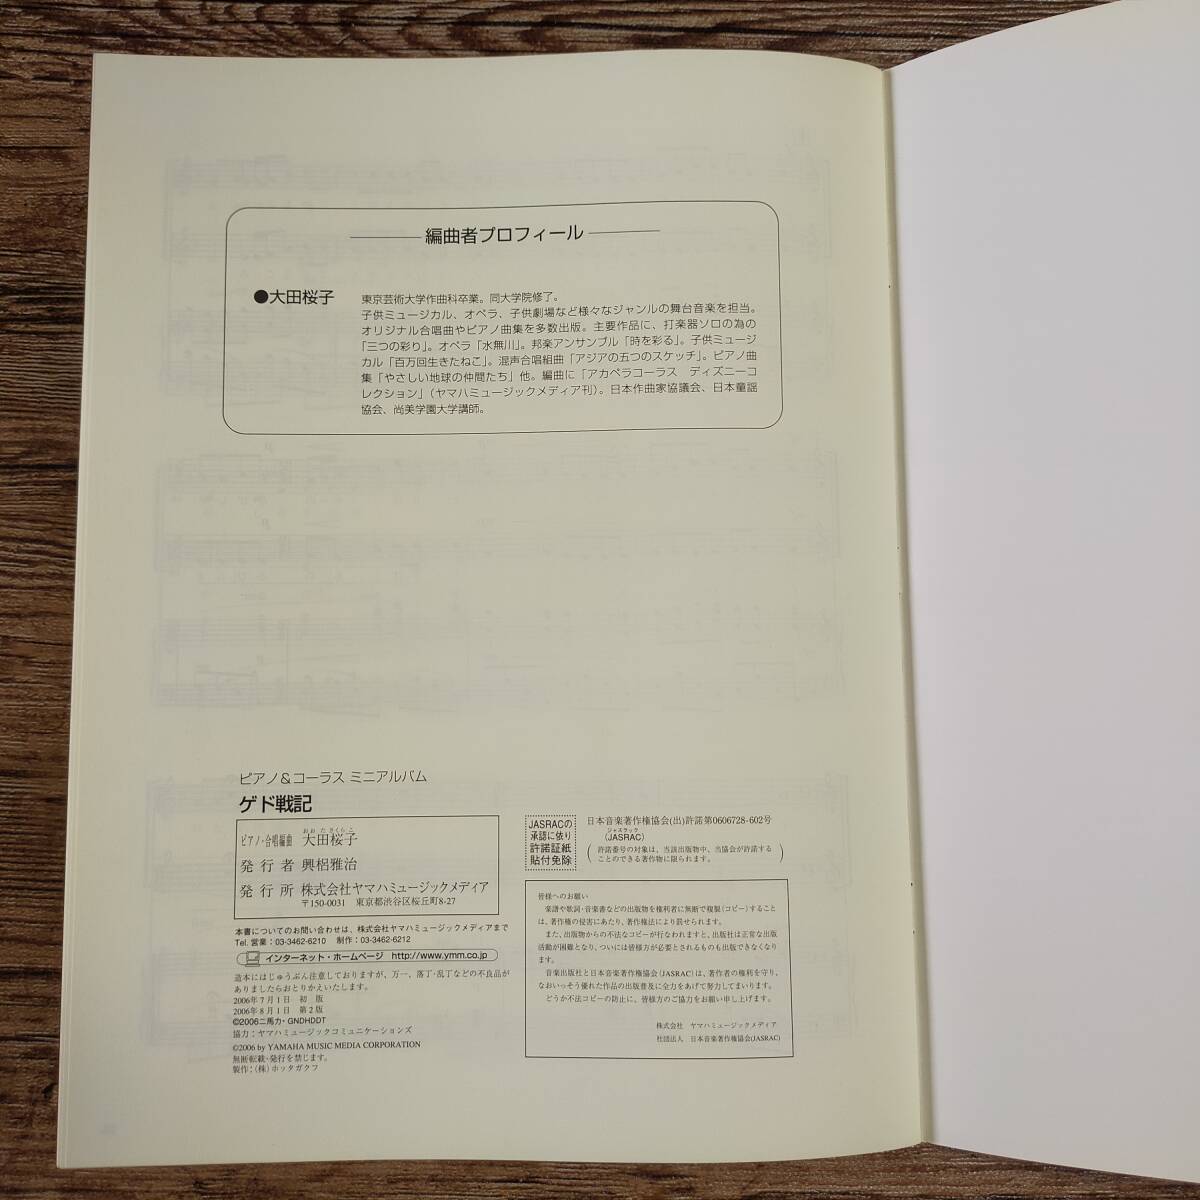 編曲者プロフィール
●大田桜子
東京芸術大学作曲科卒業。同大学院修了。
子供ミュージカル、オペラ、子供劇場など様々なジャンルの舞台音楽を担当。
オリジナル合唱曲やピアノ曲集を多数出版。主要作品に、打楽器ソロの為の
「三つの彩り」。オペラ「水無川」。邦楽アンサンブル「時を彩る」。子供ミュージ
カル「百万回生きたねこ」。混声合唱組曲「アジアの五つのスケッチ」。ピアノ曲
集「やさしい地球の仲間たち」他。編曲に「アカペラコーラス　ディズニーコ
レクション」（ヤマハミュージックメディア刊）。日本作曲家協議会、日本童謡
協会、尚美学園大学講師。
ピアノ＆コーラス ミニアルバム
ゲド戦記
おおたさくらこ
ピアノ・合唱編曲 大田桜子
発行者 興梠雅治
発行所 株式会社ヤマハミュージックメディア
〒150-0031 東京都渋谷区桜丘町8-27
本書についてのお問い合わせは、株式会社ヤマハミュージックメディアまで
Tel. 営業：03-3462-6210 制作：03-3462-6212
インターネット・ホームページ http://www.ymm.co.jp
造本にはじゅうぶん注意しておりますが、万一、落丁・乱丁などの不良品が
ありましたらおとりかえいたします。
2006年7月1日 初 版
2006年8月1日 第2版
©2006二馬力・GNDHDDT
協力：ヤマハミュージックコミュニケーションズ
©2006 by YAMAHA MUSIC MEDIA CORPORATION
無断転載・発行を禁じます。
製作：（株）ホッタガクフ
JASRACの
承認に依り
許諾証紙
貼付免除
日本音楽著作権協会(出)許諾第0606728-602号
ジャスラック
(JASRAC)
（許諾番号の対象は、当該出版物中、当協会が許諾する
ことのできる著作物に限られます。）
皆様へのお願い
楽譜や歌詞・音楽書などの出版物を権利者に無断で複製（コピー）すること
は、著作権の侵害にあたり、著作権法により罰せられます。
また、出版物からの不法なコピーが行なわれますと、出版社は正常な出版
活動が困難となり、ついには皆様方が必要とされるものも出版できなくなり
ます。
音楽出版社と日本音楽著作権協会（JASRAC）は、著作者の権利を守り、
なおいっそう優れた作品の出版普及に全力をあげて努力してまいります。
どうか不法コピーの防止に、皆様方のご協力をお願い申し上げます。
株式会社 ヤマハミュージックメディア
社団法人 日本音楽著作権協会(JASRAC)